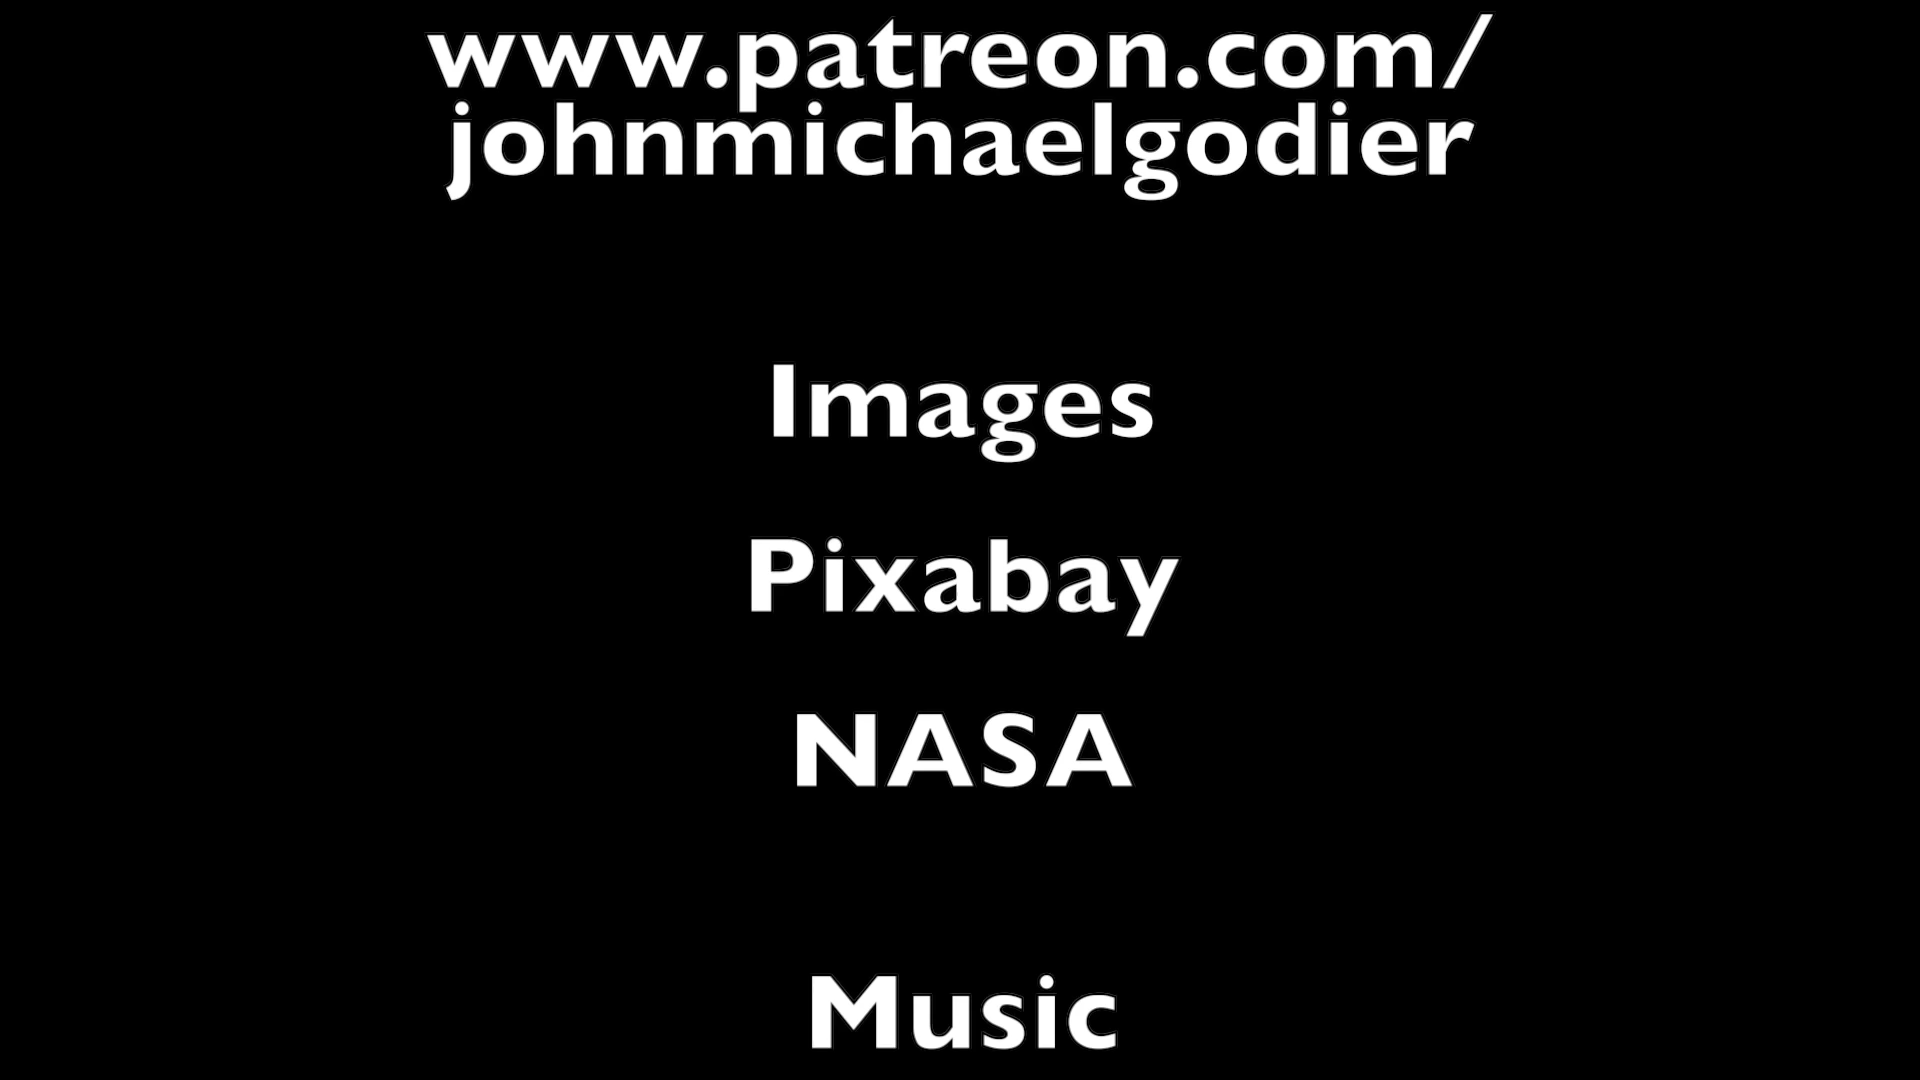 www.patreon.com/
johnmichaelgodier
Images
Pixabay
NASA
Music